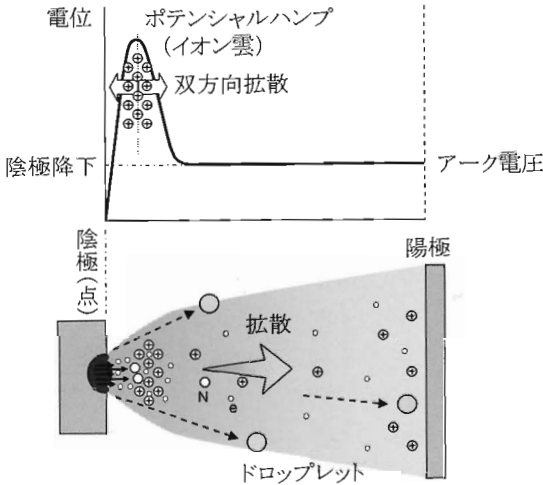 電位
ポテンシャルハンプ
(イオン雲)
双方向拡散
陰極降下
アーク電圧
陰極(点)
陽極
拡散
N
e
ドロップレット